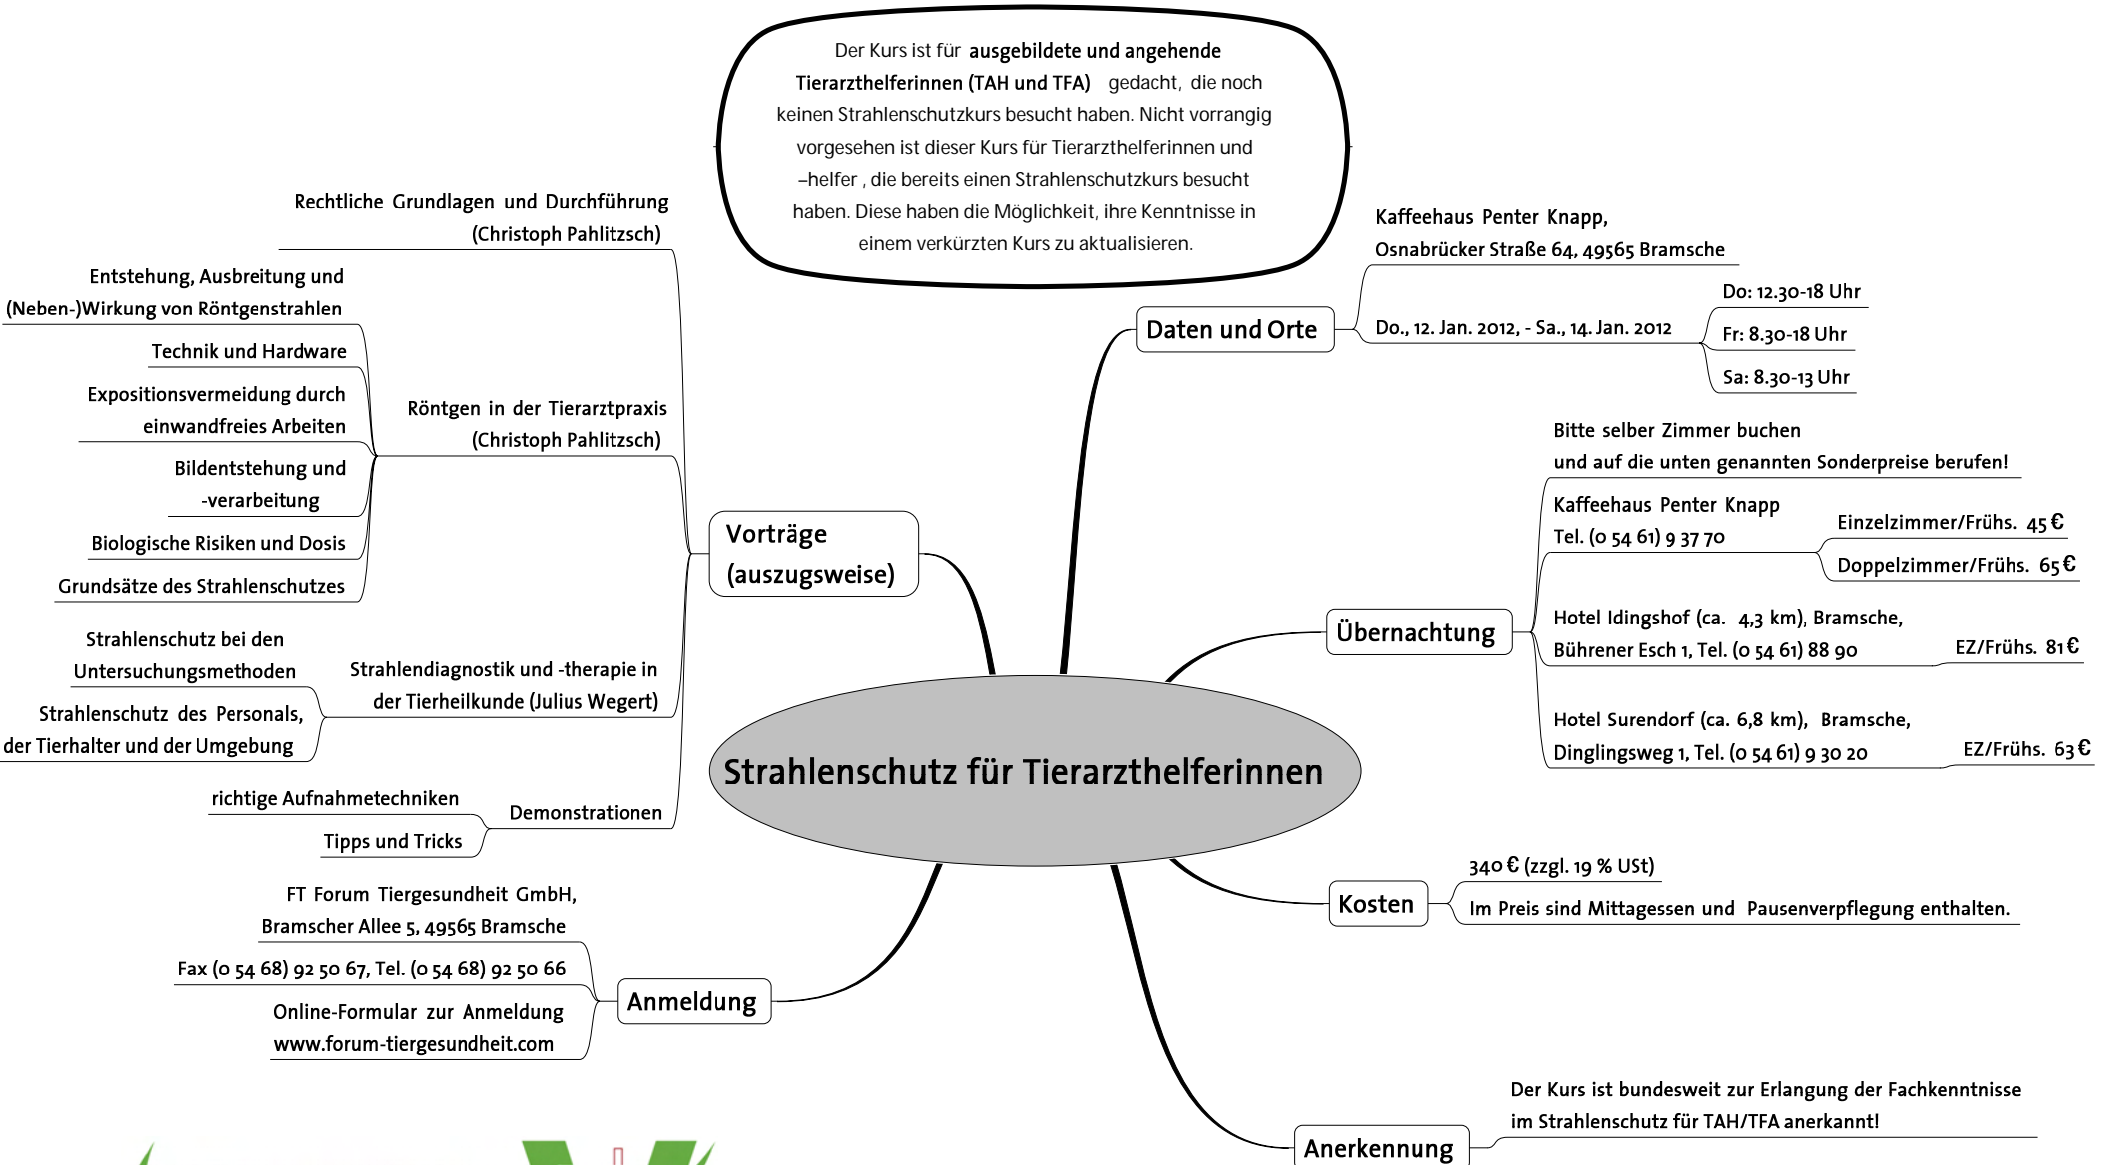 Der Kurs ist für ausgebildete und angehende
Tierarzthelferinnen (TAH und TFA) gedacht, die noch
keinen Strahlenschutzkurs besucht haben. Nicht vorrangig
vorgesehen ist dieser Kurs für Tierarzthelferinnen und
–helfer , die bereits einen Strahlenschutzkurs besucht
haben. Diese haben die Möglichkeit, ihre Kenntnisse in
einem verkürzten Kurs zu aktualisieren.
Strahlenschutz für Tierarzthelferinnen
Daten und Orte
Kaffeehaus Penter Knapp,
Osnabrücker Straße 64, 49565 Bramsche
Do., 12. Jan. 2012, - Sa., 14. Jan. 2012
Do: 12.30-18 Uhr
Fr: 8.30-18 Uhr
Sa: 8.30-13 Uhr
Übernachtung
Bitte selber Zimmer buchen
und auf die unten genannten Sonderpreise berufen!
Kaffeehaus Penter Knapp
Tel. (0 54 61) 9 37 70
Einzelzimmer/Frühs. 45 €
Doppelzimmer/Frühs. 65 €
Hotel Idingshof (ca. 4,3 km), Bramsche,
Bührener Esch 1, Tel. (0 54 61) 88 90
EZ/Frühs. 81 €
Hotel Surendorf (ca. 6,8 km), Bramsche,
Dinglingsweg 1, Tel. (0 54 61) 9 30 20
EZ/Frühs. 63 €
Kosten
340 € (zzgl. 19 % USt)
Im Preis sind Mittagessen und Pausenverpflegung enthalten.
Anerkennung
Der Kurs ist bundesweit zur Erlangung der Fachkenntnisse
im Strahlenschutz für TAH/TFA anerkannt!
Vorträge
(auszugsweise)
Rechtliche Grundlagen und Durchführung
(Christoph Pahlitzsch)
Röntgen in der Tierarztpraxis
(Christoph Pahlitzsch)
Entstehung, Ausbreitung und
(Neben-)Wirkung von Röntgenstrahlen
Technik und Hardware
Expositionsvermeidung durch
einwandfreies Arbeiten
Bildentstehung und
-verarbeitung
Biologische Risiken und Dosis
Grundsätze des Strahlenschutzes
Strahlendiagnostik und -therapie in
der Tierheilkunde (Julius Wegert)
Strahlenschutz bei den
Untersuchungsmethoden
Strahlenschutz des Personals,
der Tierhalter und der Umgebung
Demonstrationen
richtige Aufnahmetechniken
Tipps und Tricks
Anmeldung
FT Forum Tiergesundheit GmbH,
Bramscher Allee 5, 49565 Bramsche
Fax (0 54 68) 92 50 67, Tel. (0 54 68) 92 50 66
Online-Formular zur Anmeldung
www.forum-tiergesundheit.com